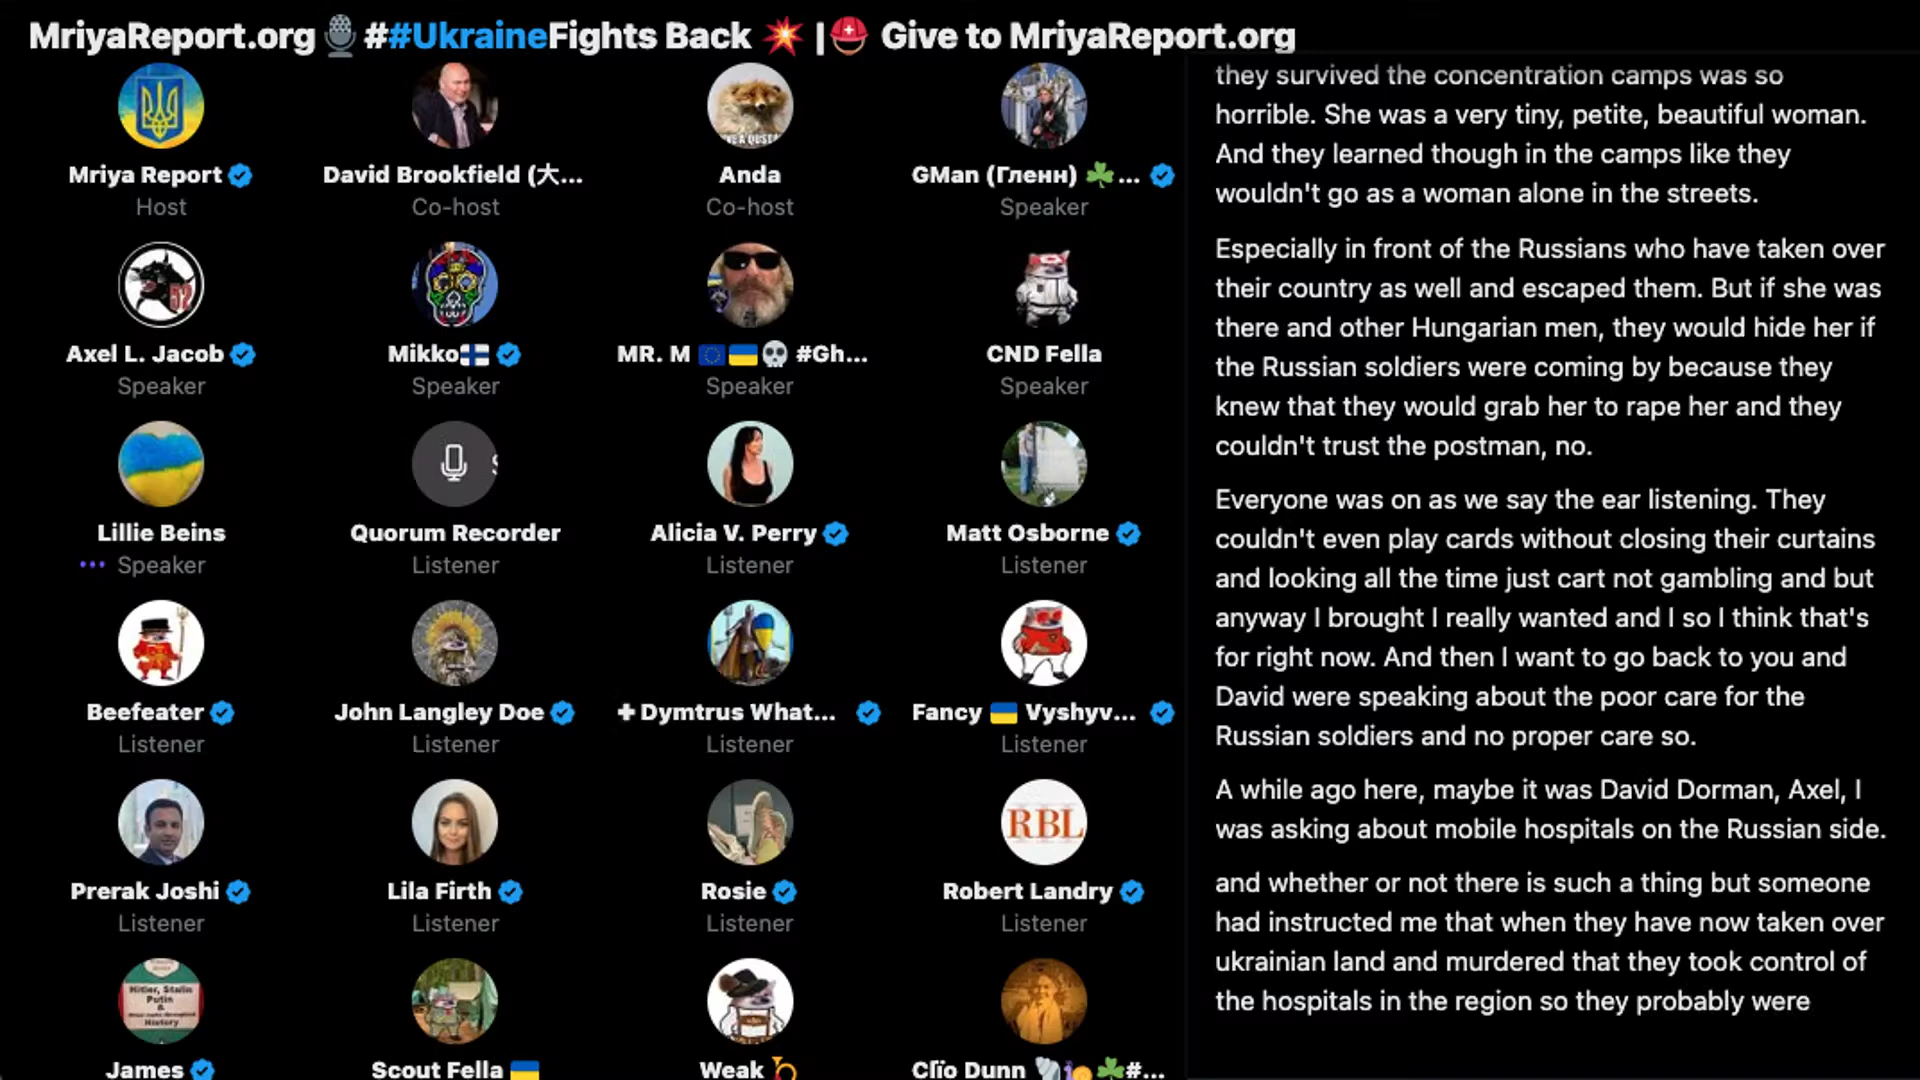 MriyaReport.org🎙️##UkraineFights Back 💥 |⛑️ Give to MriyaReport.org
Mriya Report
Host
David Brookfield (大...
Co-host
Anda
Co-host
GMan (Гленн) ☘️...
Speaker
52
Axel L. Jacob
Speaker
Mikko🇫🇮
Speaker
MR. M 🇪🇺🇺🇦💀 #Gh...
Speaker
CND Fella
Speaker
Lillie Beins
••• Speaker
Quorum Recorder
Listener
Alicia V. Perry
Listener
Matt Osborne
Listener
Beefeater
Listener
John Langley Doe
Listener
✚ Dymtrus What...
Listener
Fancy 🇺🇦 Vyshyv...
Listener
Prerak Joshi
Listener
Lila Firth
Listener
Rosie
Listener
RBL
Robert Landry
Listener
Hitler, Stalin
Putin
&
History
James
Scout Fella 🇺🇦
Weak 📯
Clïo Dunn 🐚🐌☘️#...
they survived the concentration camps was so
horrible. She was a very tiny, petite, beautiful woman.
And they learned though in the camps like they
wouldn't go as a woman alone in the streets.
Especially in front of the Russians who have taken over
their country as well and escaped them. But if she was
there and other Hungarian men, they would hide her if
the Russian soldiers were coming by because they
knew that they would grab her to rape her and they
couldn't trust the postman, no.
Everyone was on as we say the ear listening. They
couldn't even play cards without closing their curtains
and looking all the time just cart not gambling and but
anyway I brought I really wanted and I so I think that's
for right now. And then I want to go back to you and
David were speaking about the poor care for the
Russian soldiers and no proper care so.
A while ago here, maybe it was David Dorman, Axel, I
was asking about mobile hospitals on the Russian side.
and whether or not there is such a thing but someone
had instructed me that when they have now taken over
ukrainian land and murdered that they took control of
the hospitals in the region so they probably were